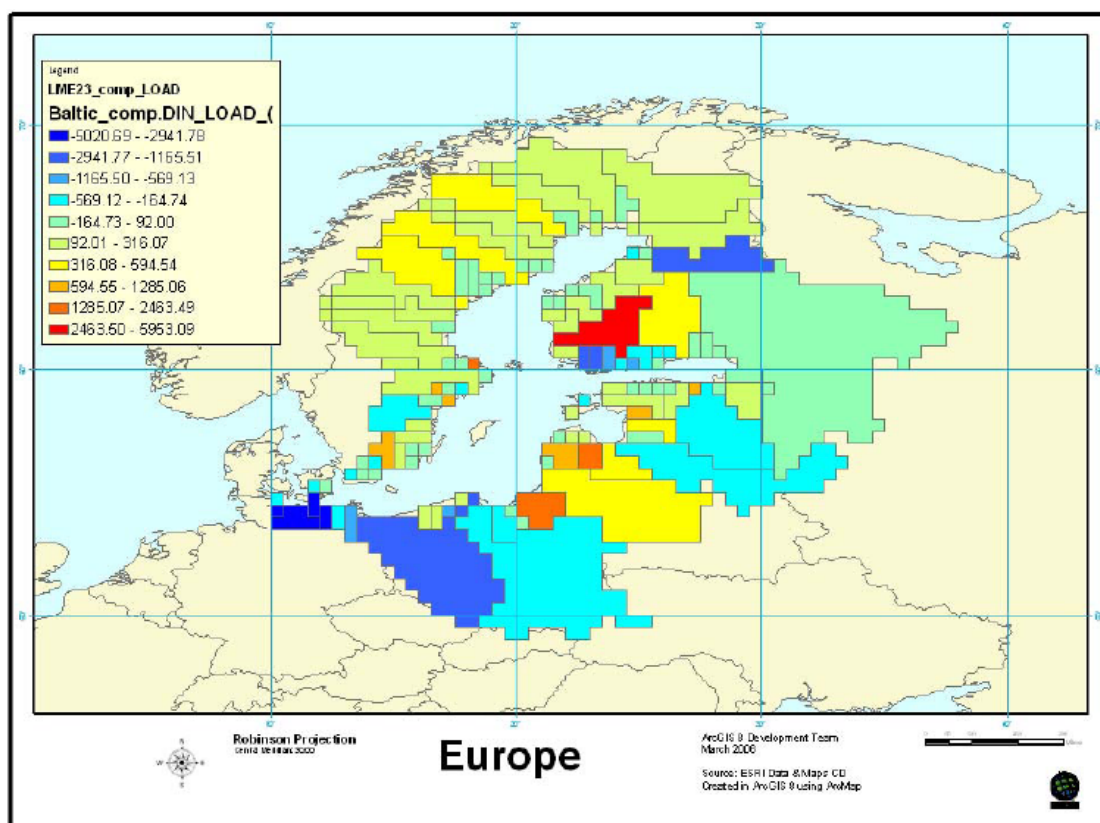 Legend
LME23_comp_LOAD
Baltic_comp.DIN_LOAD_(
-5020.69 - -2941.78
-2941.77 - -1165.51
-1165.50 - -569.13
-569.12 - -164.74
-164.73 - 92.00
92.01 - 316.07
316.08 - 594.54
594.55 - 1285.06
1285.07 - 2463.49
2463.50 - 5953.09
Robinson Projection
Europe
ArcGIS 8 Development Team
March 2006
Source: ESRI Data & Maps CD
Created in ArcGIS 8 using ArcMap